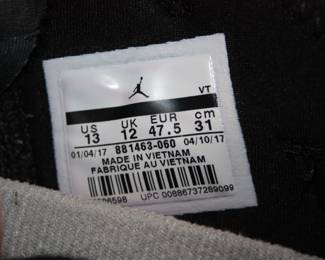 VT
US UK EUR cm
13 12 47.5 31
01/04/17 881463-060 04/10/17
MADE IN VIETNAM
FABRIQUE AU VIETNAM
UPC 00885737289099